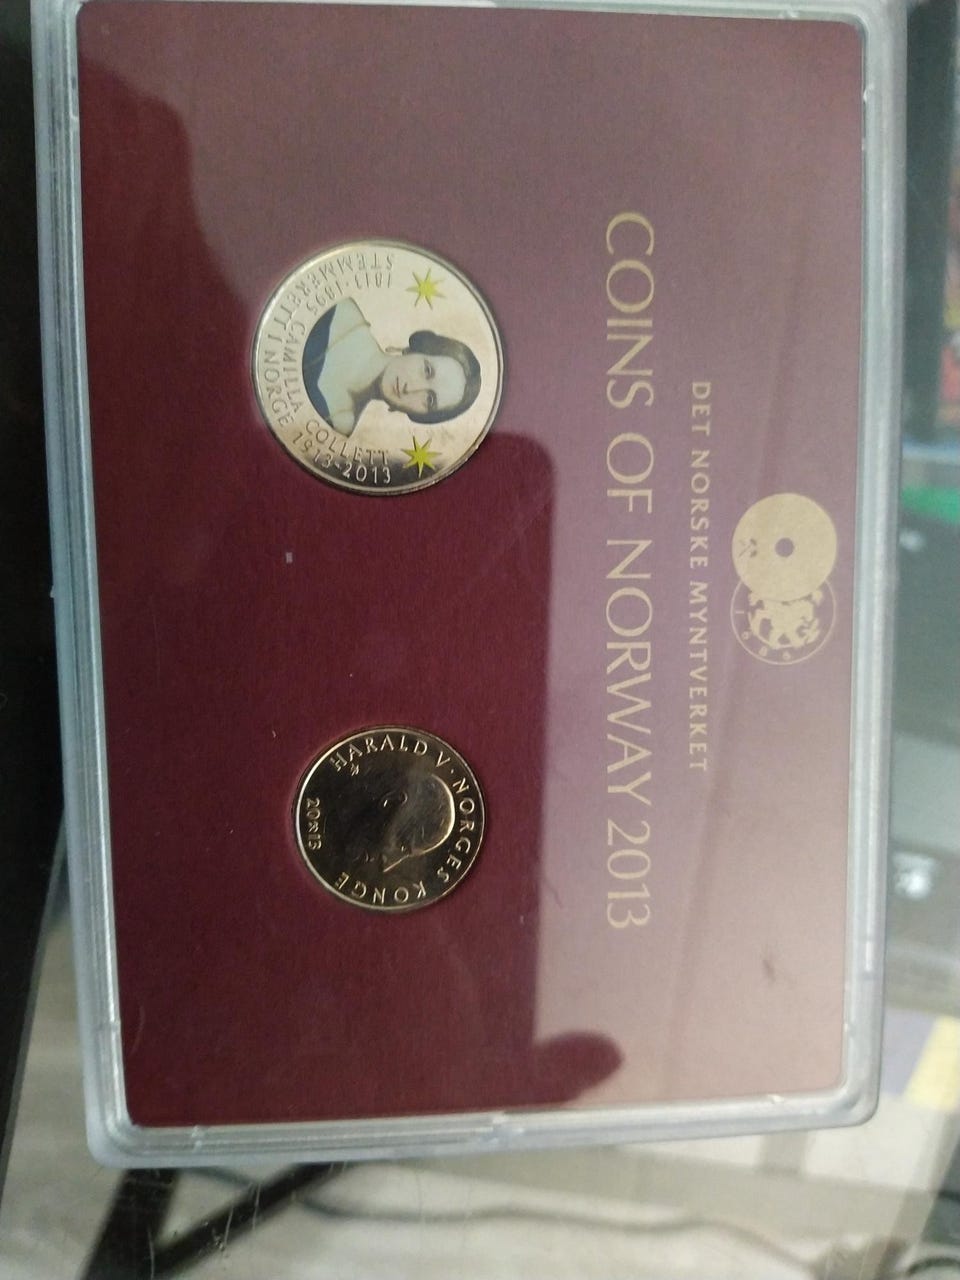 1686
DET NORSKE MYNTVERKET
COINS OF NORWAY 2013
1813·1895 CAMILLA COLLETT
STEMMERETT I NORGE 1913-2013
HARALD V · NORGES KONGE
2013